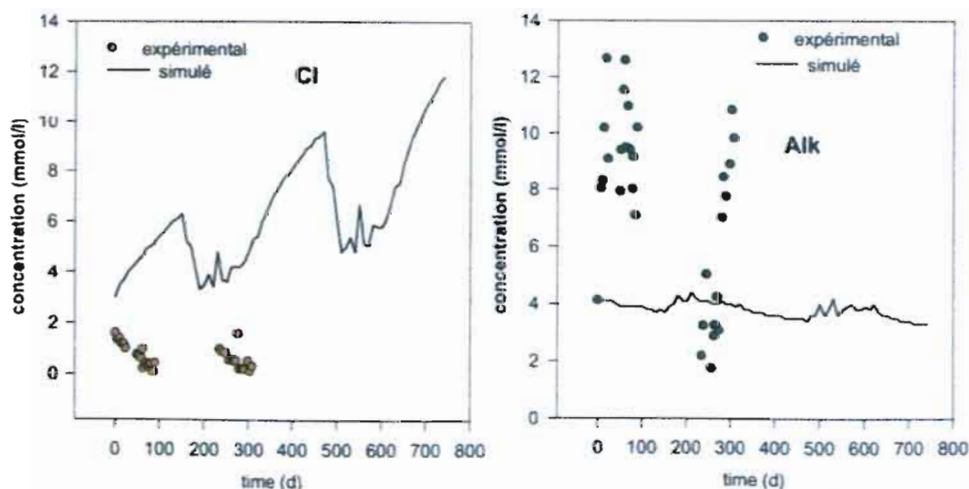 14
12
10
8
6
4
2
0
concentration (mmol/l)
expérimental
simulé
Cl
0 100 200 300 400 500 600 700 800
time (d)
14
12
10
8
6
4
2
0
concentration (mmol/l)
expérimental
simulé
Alk
0 100 200 300 400 500 600 700 800
time (d)